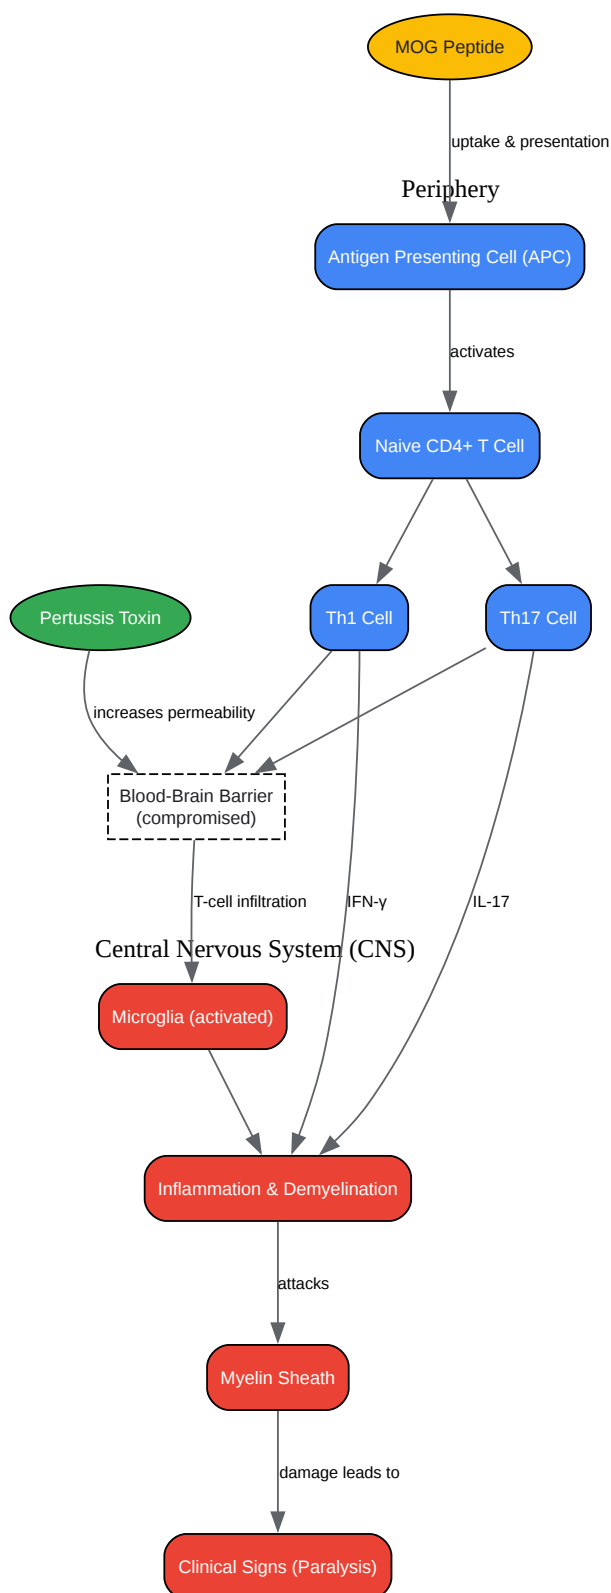 MOG Peptide
uptake & presentation
Periphery
Antigen Presenting Cell (APC)
activates
Naive CD4+ T Cell
Pertussis Toxin
Th1 Cell
Th17 Cell
increases permeability
Blood-Brain Barrier
(compromised)
T-cell infiltration
IFN-γ
IL-17
Central Nervous System (CNS)
Microglia (activated)
Inflammation & Demyelination
attacks
Myelin Sheath
damage leads to
Clinical Signs (Paralysis)